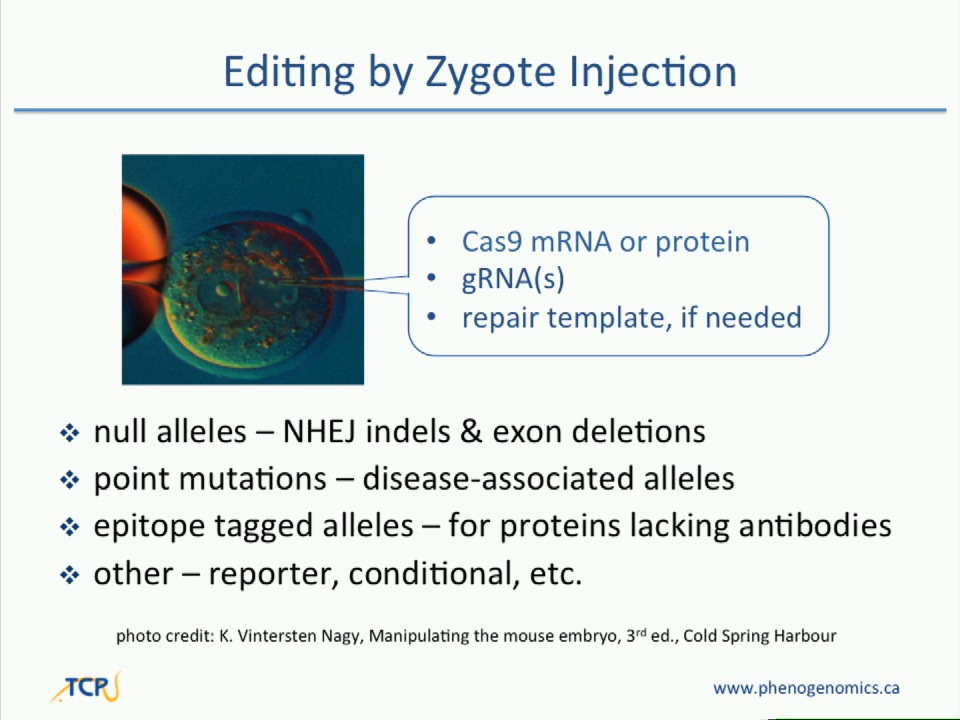 Editing by Zygote Injection
• Cas9 mRNA or protein
• gRNA(s)
• repair template, if needed
❖ null alleles – NHEJ indels & exon deletions
❖ point mutations – disease-associated alleles
❖ epitope tagged alleles – for proteins lacking antibodies
❖ other – reporter, conditional, etc.
photo credit: K. Vintersten Nagy, Manipulating the mouse embryo, 3rd ed., Cold Spring Harbour
TCP
www.phenogenomics.ca